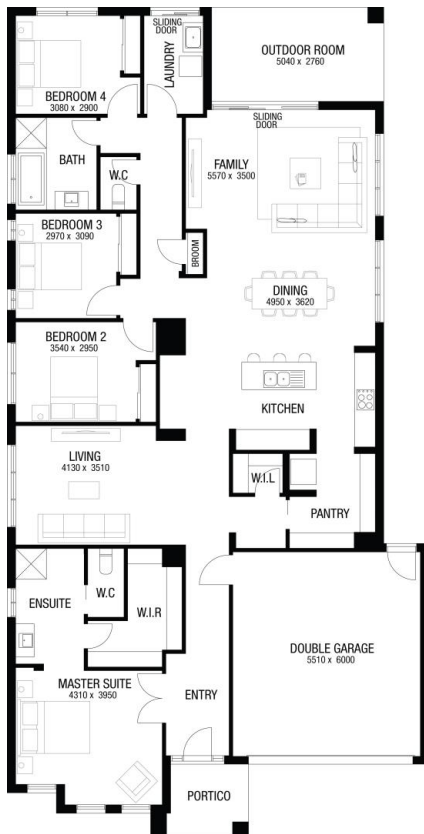 SLIDING
DOOR
LAUNDRY
OUTDOOR ROOM
5040 x 2760
BEDROOM 4
3080 x 2900
SLIDING
DOOR
BATH
FAMILY
5570 x 3500
W.C
BEDROOM 3
2970 x 3090
BROOM
DINING
4950 x 3620
BEDROOM 2
3540 x 2950
KITCHEN
LIVING
4130 x 3510
W.I.L
PANTRY
W.C
ENSUITE
W.I.R
DOUBLE GARAGE
5510 x 6000
MASTER SUITE
4310 x 3950
ENTRY
PORTICO